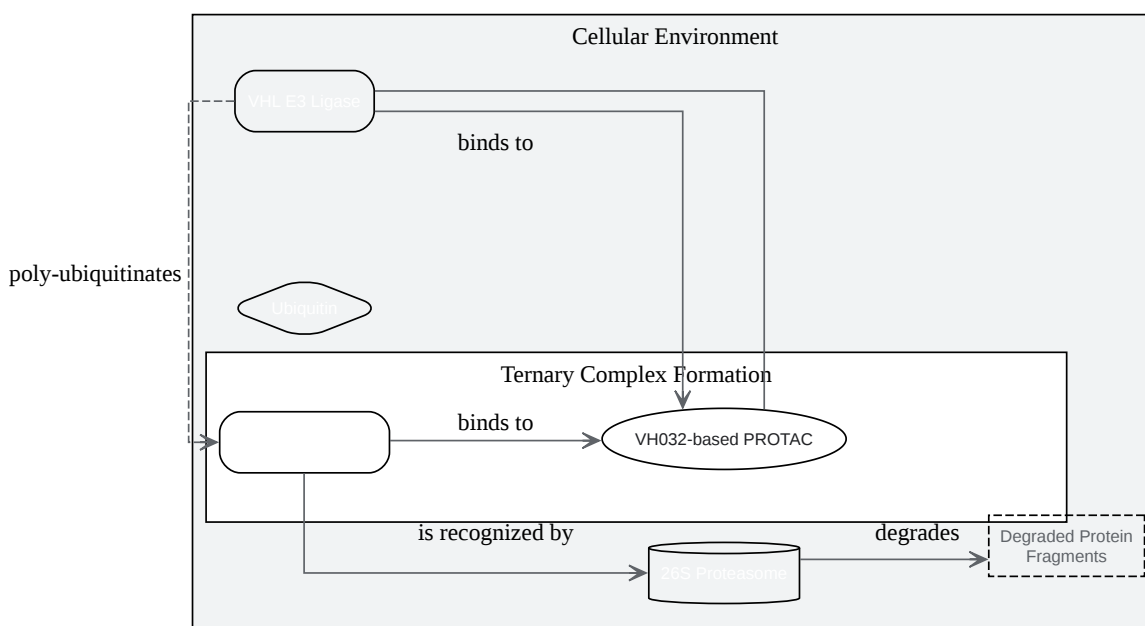 Cellular Environment
VHL E3 Ligase
binds to
poly-ubiquitinates
Ubiquitin
Ternary Complex Formation
binds to
VH032-based PROTAC
is recognized by
degrades
Degraded Protein
Fragments
26S Proteasome